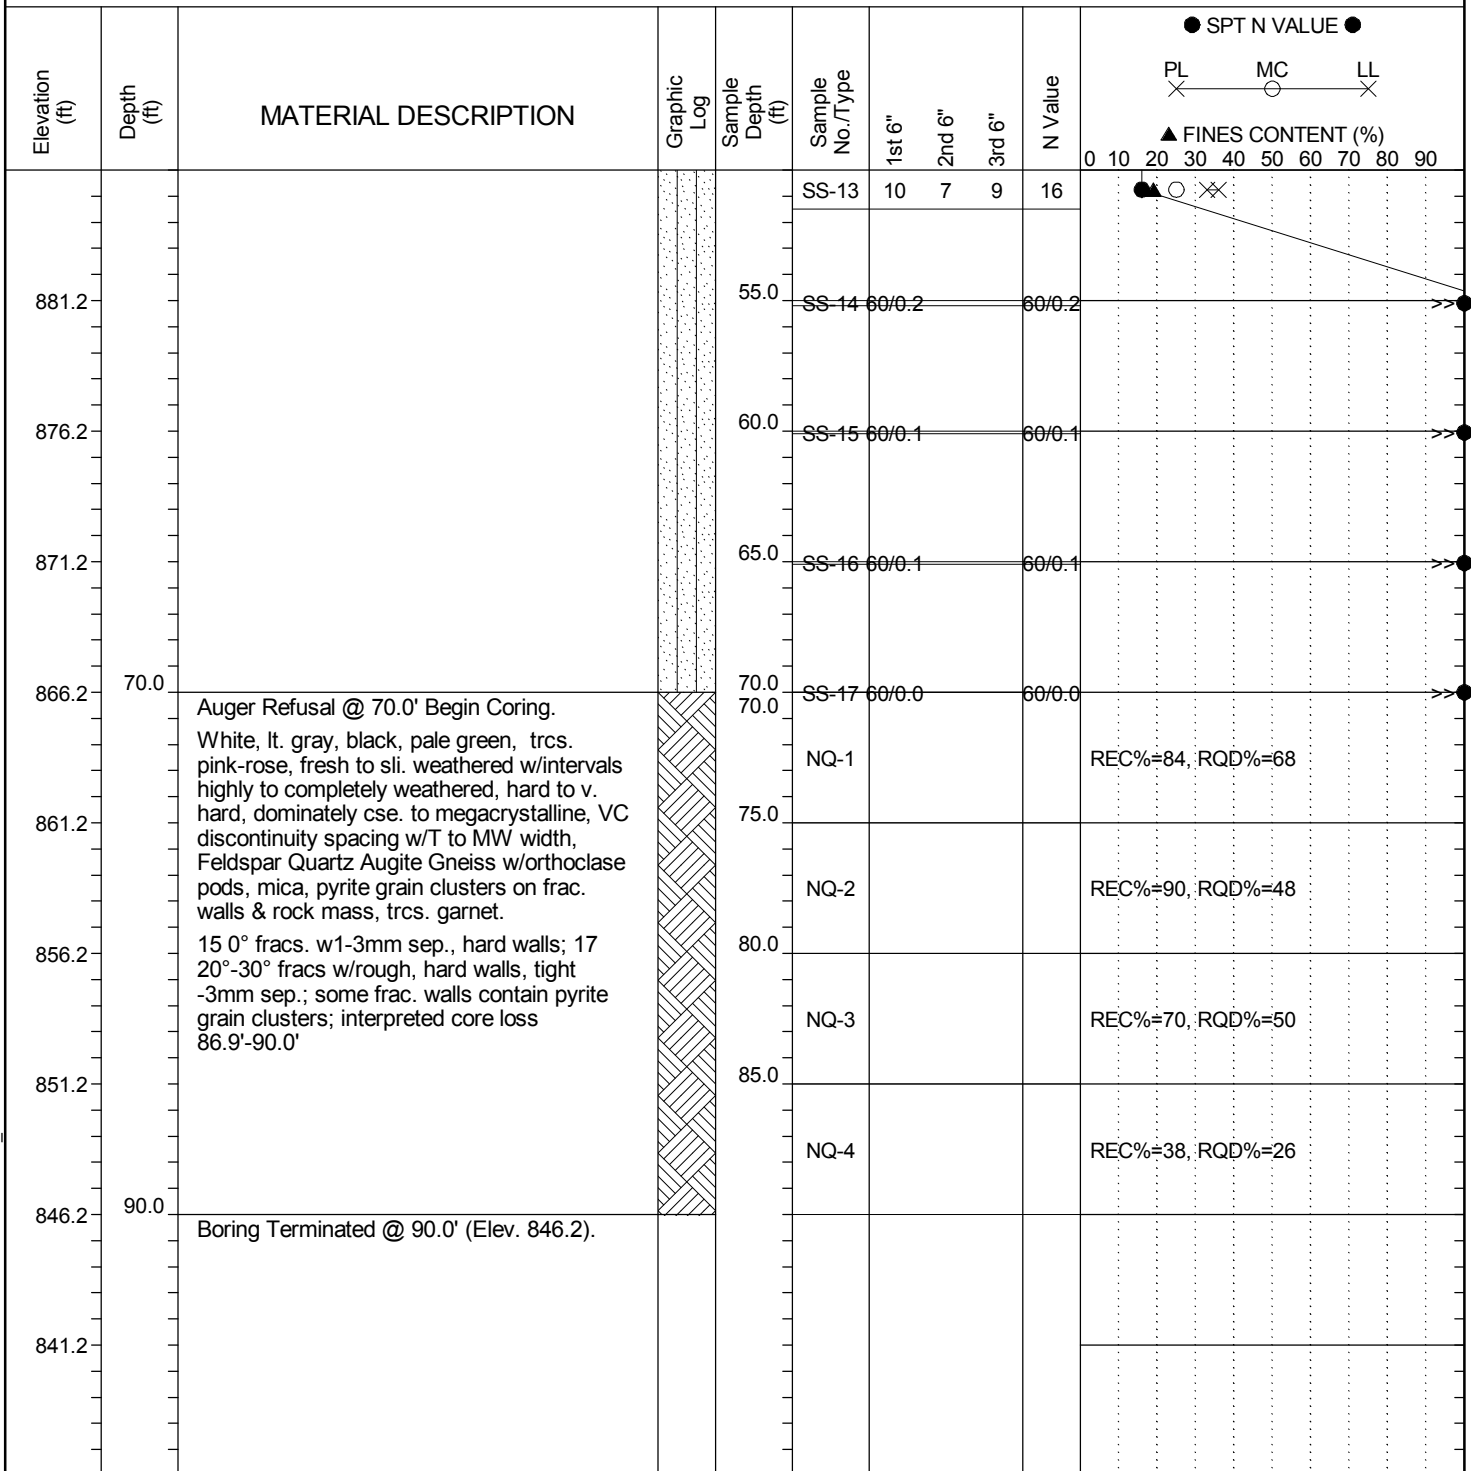 Elevation (ft)
Depth (ft)
MATERIAL DESCRIPTION
Graphic Log
Sample Depth (ft)
Sample No./Type
1st 6"
2nd 6"
3rd 6"
N Value
● SPT N VALUE ●
PL MC LL
▲ FINES CONTENT (%)
0 10 20 30 40 50 60 70 80 90
SS-13 10 7 9 16
881.2 55.0 SS-14 60/0.2 60/0.2 >>
876.2 60.0 SS-15 60/0.1 60/0.1 >>
871.2 65.0 SS-16 60/0.1 60/0.1 >>
866.2 70.0 70.0 SS-17 60/0.0 60/0.0 >>
70.0
Auger Refusal @ 70.0' Begin Coring.
White, lt. gray, black, pale green, trcs.
pink-rose, fresh to sli. weathered w/intervals
highly to completely weathered, hard to v.
hard, dominately cse. to megacrystalline, VC
discontinuity spacing w/T to MW width,
Feldspar Quartz Augite Gneiss w/orthoclase
pods, mica, pyrite grain clusters on frac.
walls & rock mass, trcs. garnet.
15 0° fracs. w1-3mm sep., hard walls; 17
20°-30° fracs w/rough, hard walls, tight
-3mm sep.; some frac. walls contain pyrite
grain clusters; interpreted core loss
86.9'-90.0'
NQ-1 REC%=84, RQD%=68
861.2 75.0
NQ-2 REC%=90, RQD%=48
856.2 80.0
NQ-3 REC%=70, RQD%=50
851.2 85.0
NQ-4 REC%=38, RQD%=26
846.2 90.0
Boring Terminated @ 90.0' (Elev. 846.2).
841.2